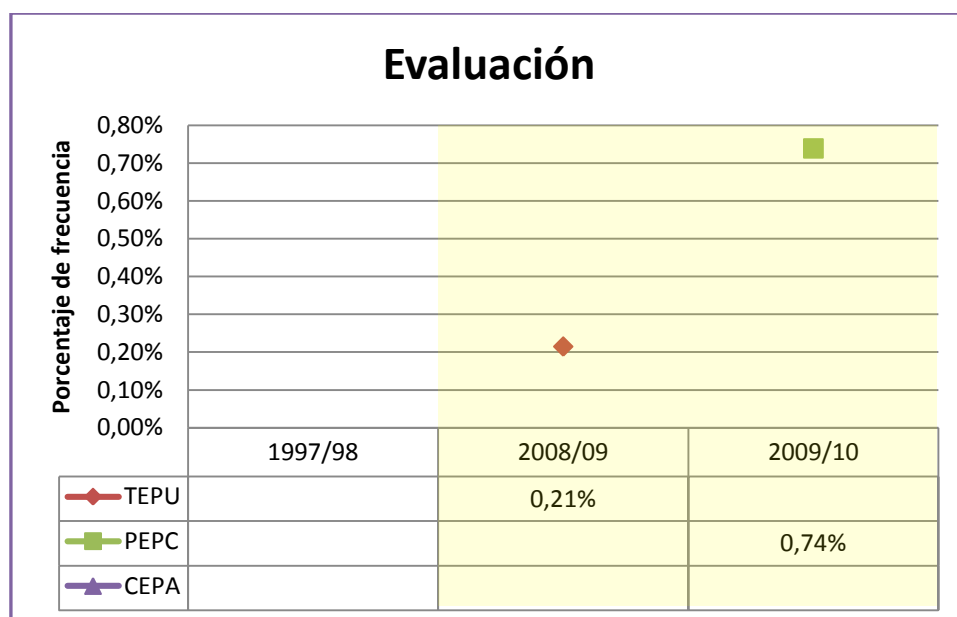 Evaluación
Porcentaje de frecuencia
0,80%
0,70%
0,60%
0,50%
0,40%
0,30%
0,20%
0,10%
0,00%
1997/98 2008/09 2009/10
TEPU 0,21%
PEPC 0,74%
CEPA